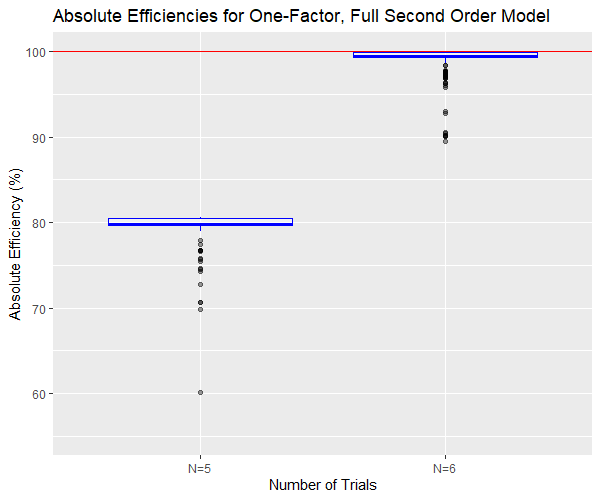 Absolute Efficiencies for One-Factor, Full Second Order Model
Absolute Efficiency (%)
100
90
80
70
60
N=5
N=6
Number of Trials